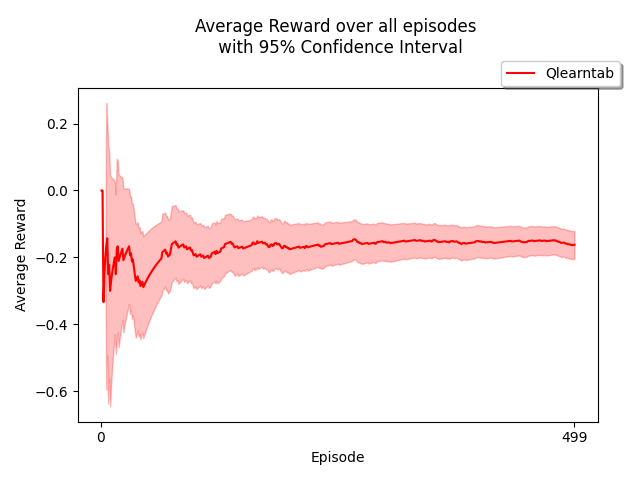 Average Reward over all episodes
with 95% Confidence Interval
Qlearntab
0.2
0.0
−0.2
−0.4
−0.6
Average Reward
0
499
Episode